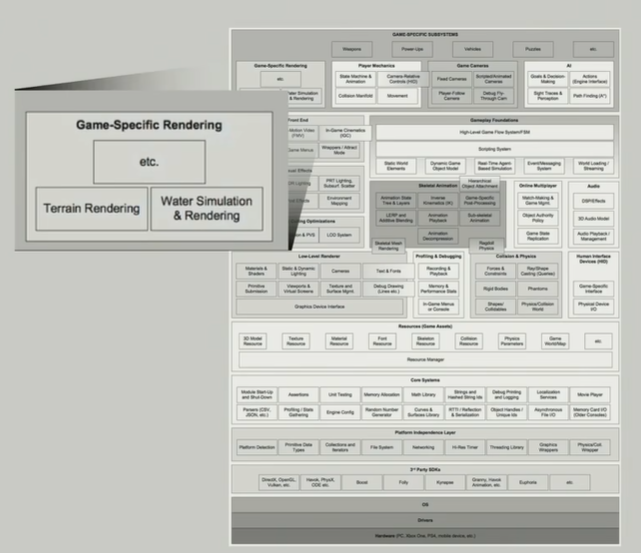 GAME-SPECIFIC SUBSYSTEMS
Weapons
Power-Ups
Vehicles
Puzzles
etc.
Game-Specific Rendering
etc.
Terrain Rendering
Water Simulation
& Rendering
Game-Specific Rendering
etc.
Water Simulation
& Rendering
Player Mechanics
State Machine &
Animation
Camera-Relative
Controls (HID)
Collision Manifold
Movement
Game Cameras
Fixed Cameras
Scripted/Animated
Cameras
Player-Follow
Camera
Debug Fly-
Through Cam
AI
Goals & Decision-
Making
Actions
(Engine Interface)
Sight Traces &
Perception
Path Finding (A*)
Front End
Motion Video
(FMV)
In-Game Cinematics
(IGC)
Game Menus
Wrappers / Attract
Mode
Visual Effects
Lighting
PRT Lighting,
Subsurf. Scatter
Effects
Environment
Mapping
Optimizations
& PVS
LOD System
Gameplay Foundations
High-Level Game Flow System/FSM
Scripting System
Static World
Elements
Dynamic Game
Object Model
Real-Time Agent-
Based Simulation
Event/Messaging
System
World Loading /
Streaming
Skeletal Animation
Hierarchical
Object Attachment
Animation State
Tree & Layers
Inverse
Kinematics (IK)
Game-Specific
Post-Processing
LERP and
Additive Blending
Animation
Playback
Sub-skeletal
Animation
Animation
Decompression
Skeletal Mesh
Rendering
Ragdoll
Physics
Online Multiplayer
Match-Making &
Game Mgmt.
Object Authority
Policy
Game State
Replication
Audio
DSP/Effects
3D Audio Model
Audio Playback /
Management
Low-Level Renderer
Materials &
Shaders
Static & Dynamic
Lighting
Cameras
Text & Fonts
Primitive
Submission
Viewports &
Virtual Screens
Texture and
Surface Mgmt.
Debug Drawing
(Lines etc.)
Graphics Device Interface
Profiling & Debugging
Recording &
Playback
Memory &
Performance Stats
In-Game Menus
or Console
Collision & Physics
Forces &
Constraints
Ray/Shape
Casting (Queries)
Rigid Bodies
Phantoms
Shapes/
Collidables
Physics/Collision
World
Human Interface
Devices (HID)
Game-Specific
Interface
Physical Device
I/O
Resources (Game Assets)
3D Model
Resource
Texture
Resource
Material
Resource
Font
Resource
Skeleton
Resource
Collision
Resource
Physics
Parameters
Game
World/Map
etc
Resource Manager
Core Systems
Module Start-Up
and Shut-Down
Assertions
Unit Testing
Memory Allocation
Math Library
Strings and
Hashed String Ids
Debug Printing
and Logging
Localization
Services
Movie Player
Parsers (CSV,
JSON, etc.)
Profiling / Stats
Gathering
Engine Config
Random Number
Generator
Curves &
Surfaces Library
RTTI / Reflection
& Serialization
Object Handles /
Unique Ids
Asynchronous
File I/O
Memory Card I/O
(Older Consoles)
Platform Independence Layer
Platform Detection
Primitive Data
Types
Collections and
Iterators
File System
Networking
Hi-Res Timer
Threading Library
Graphics
Wrappers
Physics/Coll.
Wrapper
3rd Party SDKs
DirectX, OpenGL,
Vulkan, etc.
Havok, PhysX,
ODE etc.
Boost
Folly
Kynapse
Granny, Havok
Animation, etc.
Euphoria
etc.
OS
Drivers
Hardware (PC, Xbox One, PS4, mobile device, etc.)